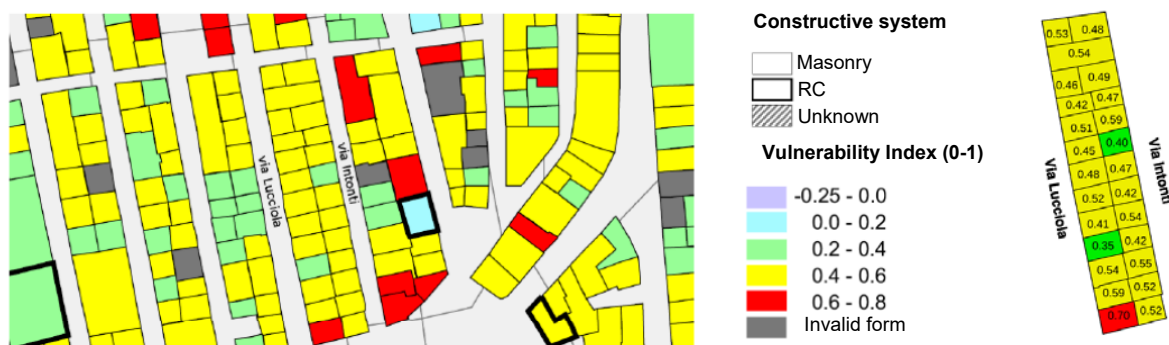 Constructive system
Masonry
RC
Unknown
Vulnerability Index (0-1)
-0.25 - 0.0
0.0 - 0.2
0.2 - 0.4
0.4 - 0.6
0.6 - 0.8
Invalid form
via Lucciola
via Intonti
Via Lucciola
Via Intonti
0.53 0.48
0.54
0.46 0.49
0.42 0.47
0.51 0.59
0.45 0.40
0.48 0.47
0.52 0.42
0.41 0.54
0.35 0.42
0.54 0.55
0.59 0.52
0.70 0.52